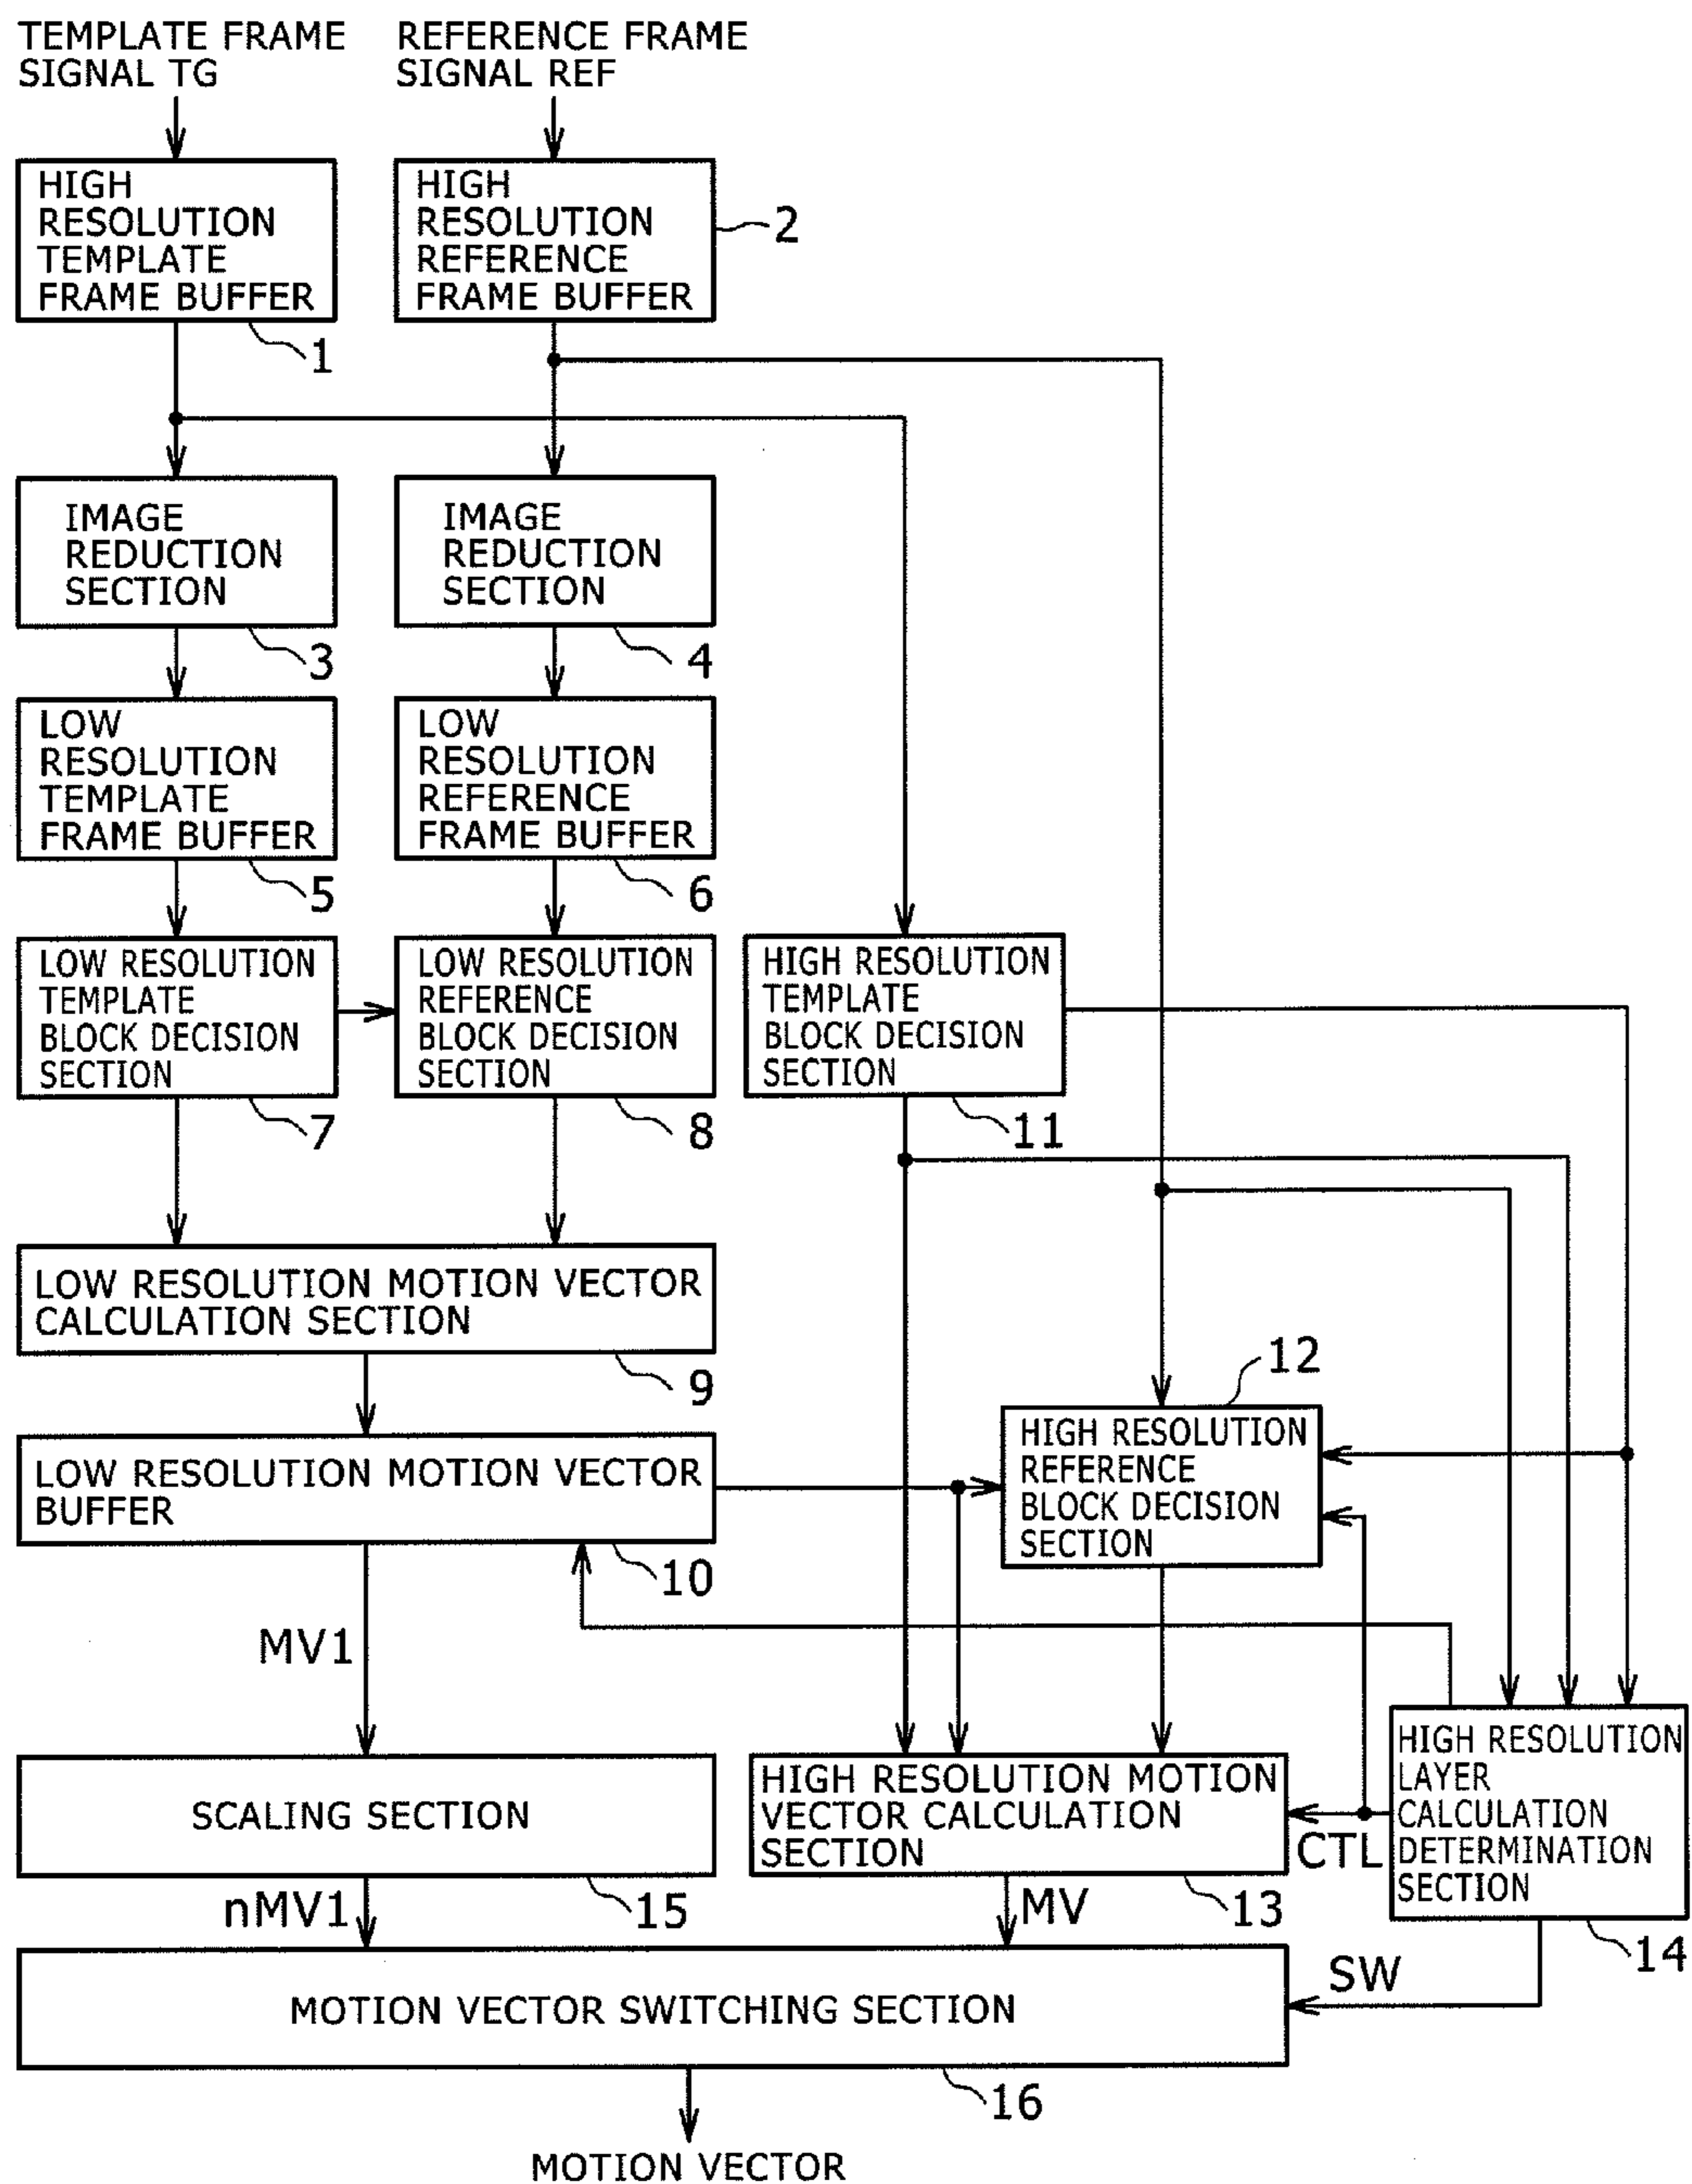 TEMPLATE FRAME
SIGNAL TG
REFERENCE FRAME
SIGNAL REF
HIGH
RESOLUTION
TEMPLATE
FRAME BUFFER
1
HIGH
RESOLUTION
REFERENCE
FRAME BUFFER
2
IMAGE
REDUCTION
SECTION
3
IMAGE
REDUCTION
SECTION
4
LOW
RESOLUTION
TEMPLATE
FRAME BUFFER
5
LOW
RESOLUTION
REFERENCE
FRAME BUFFER
6
LOW RESOLUTION
TEMPLATE
BLOCK DECISION
SECTION
7
LOW RESOLUTION
REFERENCE
BLOCK DECISION
SECTION
8
HIGH RESOLUTION
TEMPLATE
BLOCK DECISION
SECTION
11
LOW RESOLUTION MOTION VECTOR
CALCULATION SECTION
9
12
HIGH RESOLUTION
REFERENCE
BLOCK DECISION
SECTION
LOW RESOLUTION MOTION VECTOR
BUFFER
10
MV1
SCALING SECTION
15
HIGH RESOLUTION MOTION
VECTOR CALCULATION
SECTION
13
CTL
HIGH RESOLUTION
LAYER
CALCULATION
DETERMINATION
SECTION
14
nMV1
MV
SW
MOTION VECTOR SWITCHING SECTION
16
MOTION VECTOR